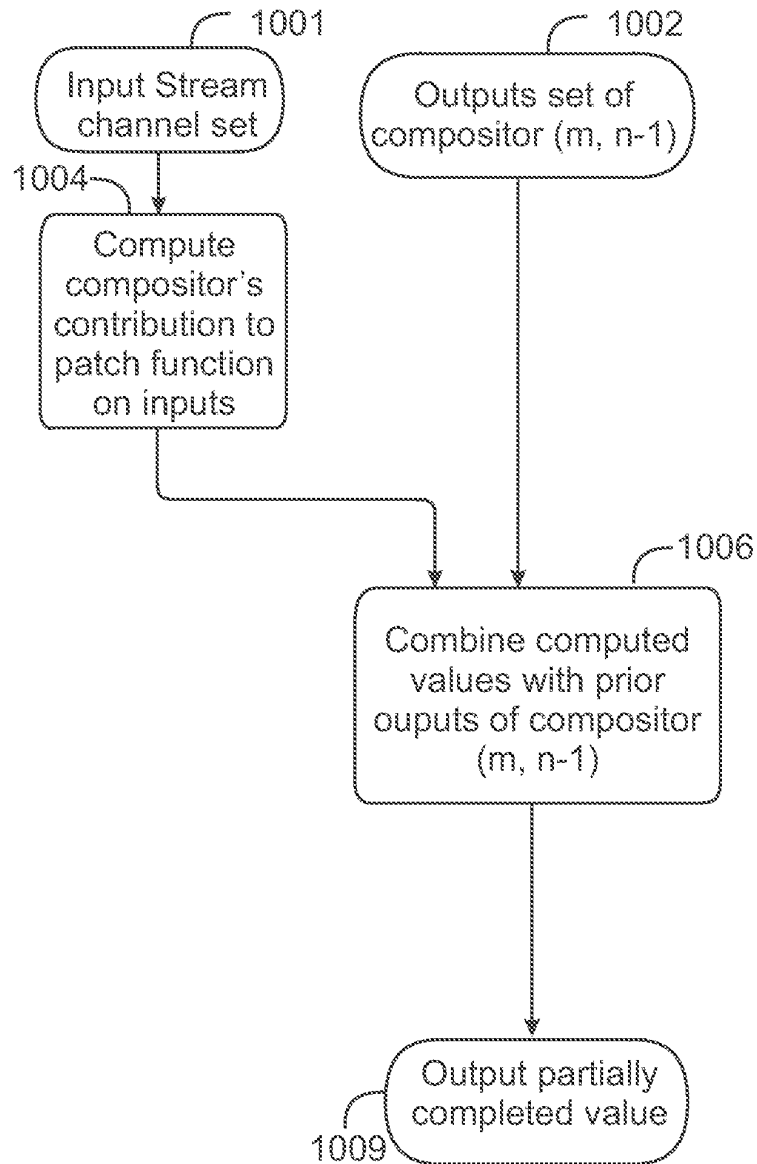 1001
Input Stream
channel set
1002
Outputs set of
compositor (m, n-1)
1004
Compute
compositor's
contribution to
patch function
on inputs
1006
Combine computed
values with prior
ouputs of compositor
(m, n-1)
Output partially
completed value
1009